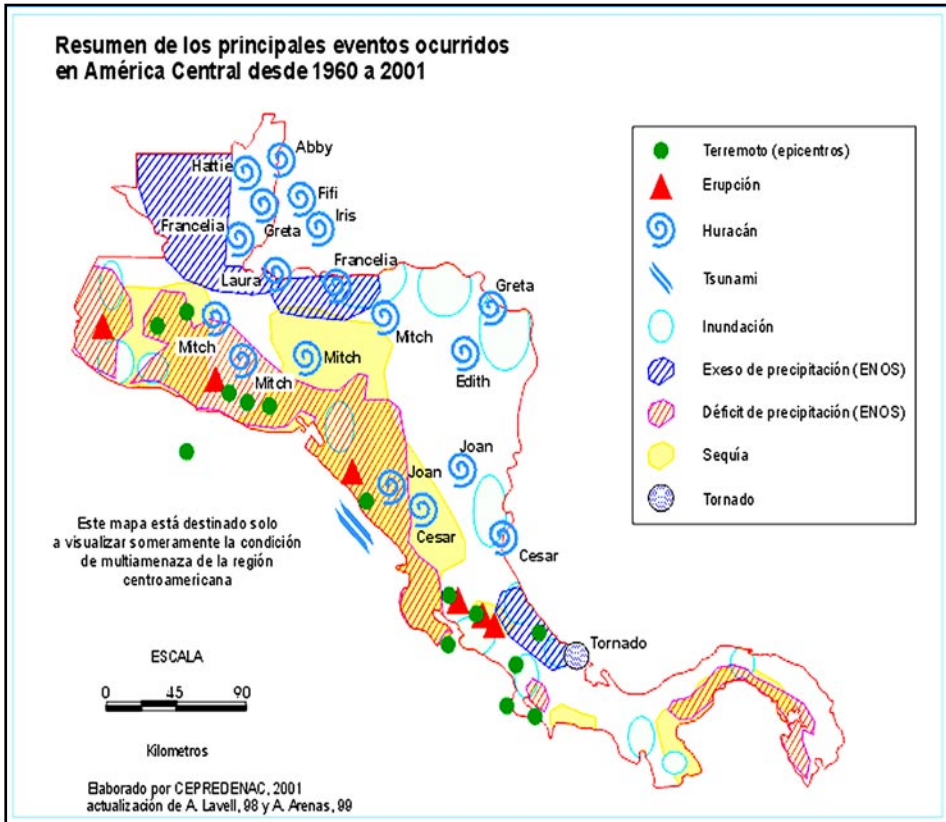 Resumen de los principales eventos ocurridos
en América Central desde 1960 a 2001
Abby
Hattie
Fifi
Iris
Francelia
Greta
Francelia
Laura
Greta
Mitch
Mitch
Mitch
Mitch
Edith
Joan
Joan
Cesar
Cesar
Tornado
Terremoto (epicentros)
Erupción
Huracán
Tsunami
Inundación
Exeso de precipitación (ENOS)
Déficit de precipitación (ENOS)
Sequía
Tornado
Este mapa está destinado solo
a visualizar someramente la condición
de multiamenaza de la región
centroamericana
ESCALA
0 45 90
Kilometros
Elaborado por CEPREDENAC, 2001
actualización de A. Lavell, 98 y A. Arenas, 99